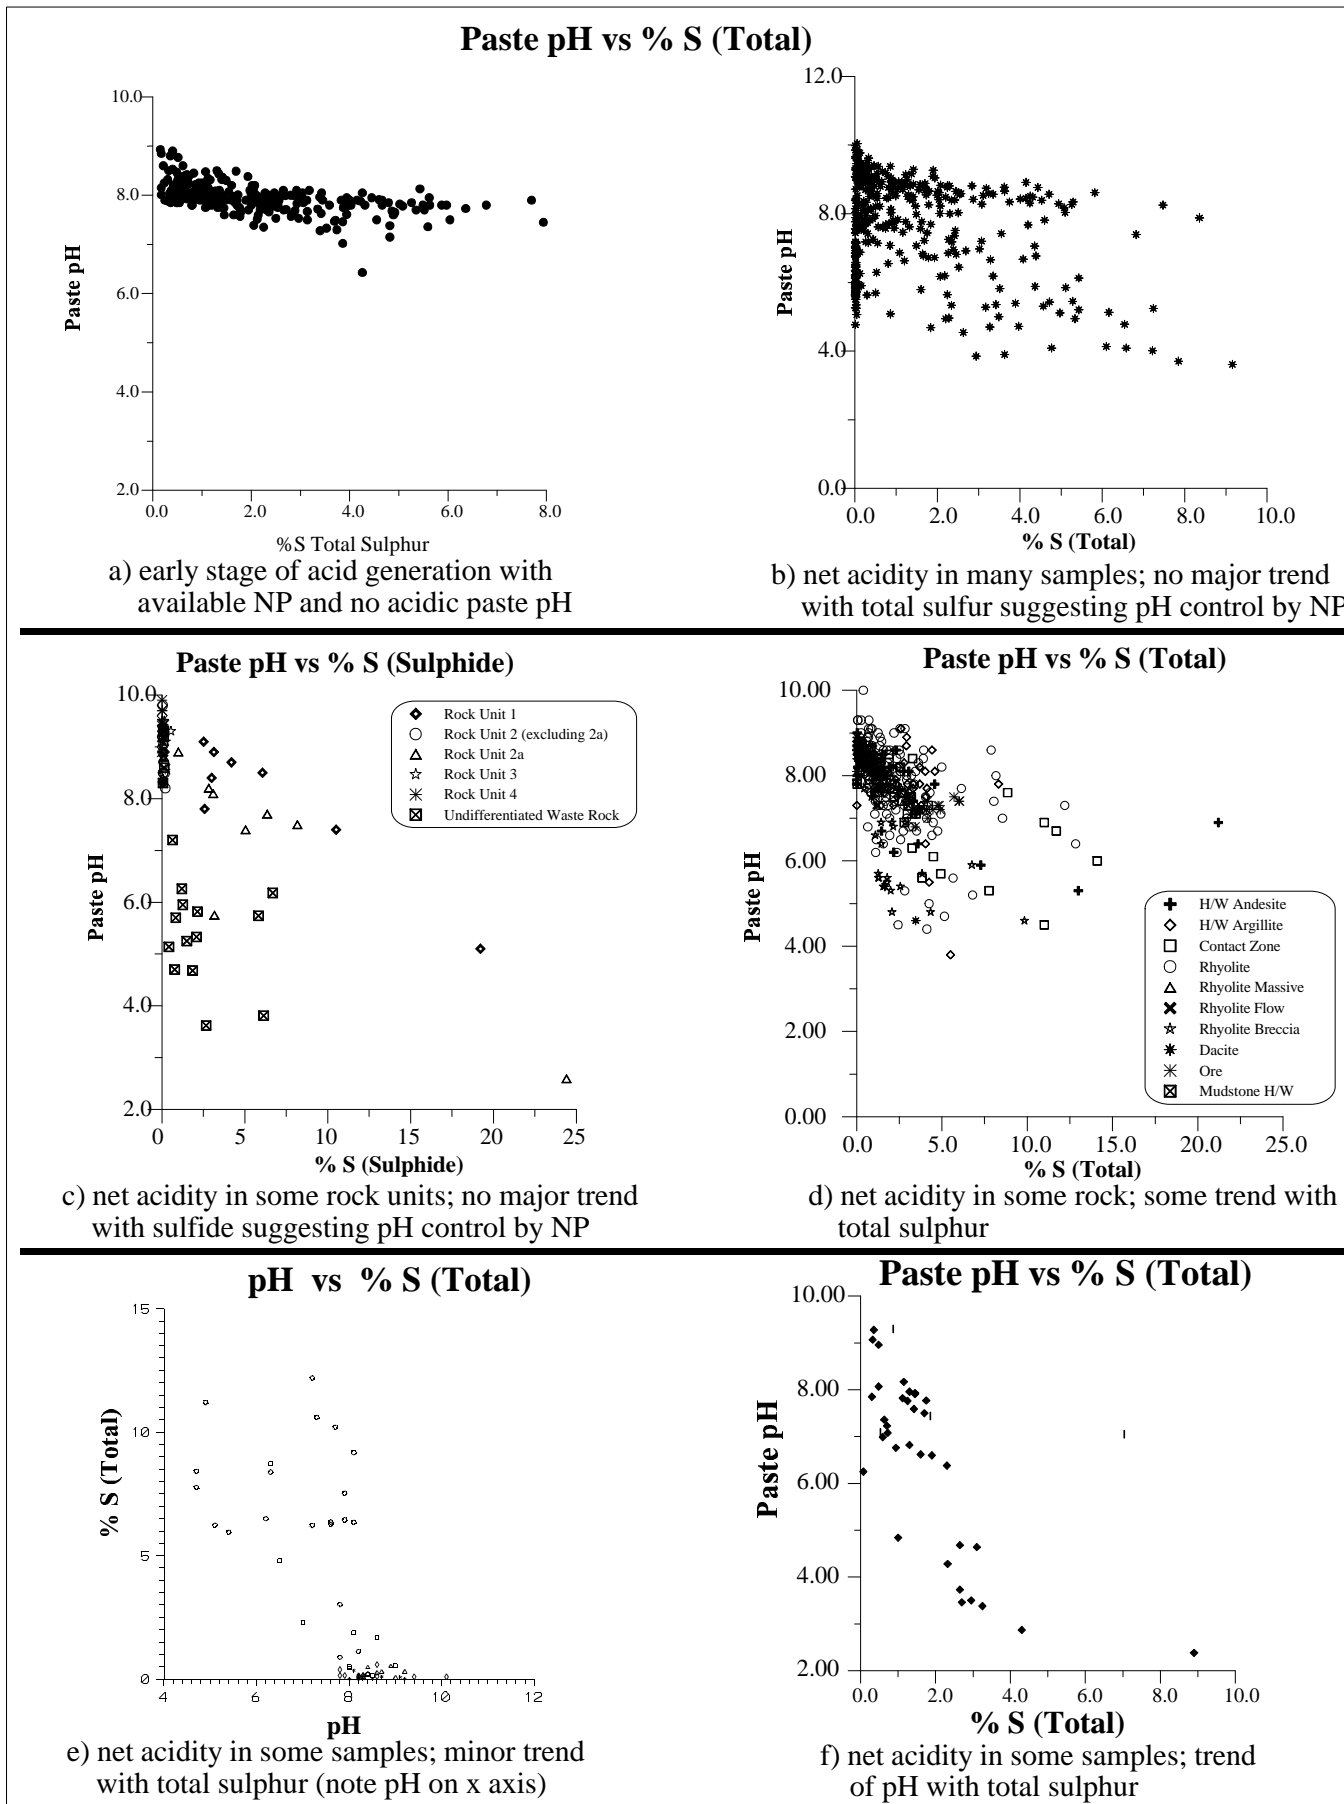 Paste pH vs % S (Total)
10.0
8.0
6.0
4.0
2.0
Paste pH
0.0 2.0 4.0 6.0 8.0
%S Total Sulphur
a) early stage of acid generation with
available NP and no acidic paste pH
12.0
8.0
4.0
0.0
Paste pH
0.0 2.0 4.0 6.0 8.0 10.0
% S (Total)
b) net acidity in many samples; no major trend
with total sulfur suggesting pH control by NP
Paste pH vs % S (Sulphide)
10.0
8.0
6.0
4.0
2.0
Paste pH
Rock Unit 1
Rock Unit 2 (excluding 2a)
Rock Unit 2a
Rock Unit 3
Rock Unit 4
Undifferentiated Waste Rock
0 5 10 15 20 25
% S (Sulphide)
c) net acidity in some rock units; no major trend
with sulfide suggesting pH control by NP
Paste pH vs % S (Total)
10.00
8.00
6.00
4.00
2.00
0.00
Paste pH
H/W Andesite
H/W Argillite
Contact Zone
Rhyolite
Rhyolite Massive
Rhyolite Flow
Rhyolite Breccia
Dacite
Ore
Mudstone H/W
0.0 5.0 10.0 15.0 20.0 25.0
% S (Total)
d) net acidity in some rock; some trend with
total sulphur
pH vs % S (Total)
15
10
5
0
% S (Total)
4 6 8 10 12
pH
e) net acidity in some samples; minor trend
with total sulphur (note pH on x axis)
Paste pH vs % S (Total)
10.00
8.00
6.00
4.00
2.00
Paste pH
0.0 2.0 4.0 6.0 8.0 10.0
% S (Total)
f) net acidity in some samples; trend
of pH with total sulphur